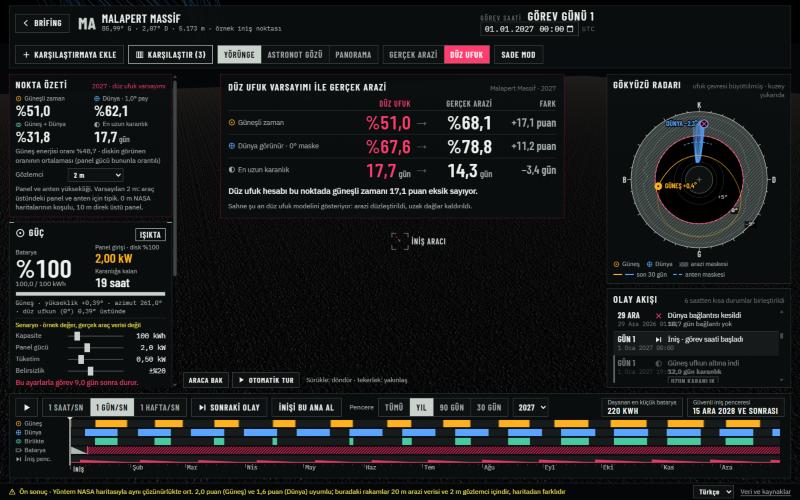 BRİFİNG
MA MALAPERT MASSİF
85,99° G · 2,07° D · 5.173 m · örnek iniş noktası
GÖREV SAATİ GÖREV GÜNÜ 1
01.01.2027 00:00 UTC
+ KARŞILAŞTIRMAYA EKLE
KARŞILAŞTIR (3)
YÖRÜNGE ASTRONOT GÖZÜ PANORAMA
GERÇEK ARAZİ DÜZ UFUK SADE MOD
NOKTA ÖZETİ 2027 · düz ufuk varsayımı
Güneşli zaman Dünya · 1,0° pay
%51,0 %62,1
Güneş + Dünya En uzun karanlık
%31,8 17,7 gün
Güneş enerjisi oranı %48,7 · diskin görünen
oranının ortalaması (panel gücü bununla orantılı)
Gözlemci 2 m
Panel ve anten yüksekliği. Varsayılan 2 m: araç
üstündeki panel ve anten için tipik. 0 m NASA
haritalarının koşulu, 10 m direk üstü panel.
GÜÇ IŞIKTA
Batarya Panel girişi · disk %100
%100 2,00 kW
Karanlığa kalan
100,0 / 100 kWh 19 saat
Güneş · yükseklik +0,39° · azimut 261,0°
· düz ufkun (0°) 0,39° üstünde
Senaryo · örnek değer, gerçek araç verisi değil
Kapasite 100 kWh
Panel gücü 2,0 kW
Tüketim 0,50 kW
Belirsizlik ±%20
Bu ayarlarla görev 9,0 gün sonra durur.
DÜZ UFUK VARSAYIMI İLE GERÇEK ARAZİ Malapert Massif · 2027
DÜZ UFUK GERÇEK ARAZİ FARK
Güneşli zaman %51,0 → %68,1 +17,1 puan
Dünya görünür · 0° maske %67,6 → %78,8 +11,2 puan
En uzun karanlık 17,7 gün → 14,3 gün −3,4 gün
Düz ufuk hesabı bu noktada güneşli zamanı 17,1 puan eksik sayıyor.
Sahne şu an düz ufuk modelini gösteriyor: arazi düzleştirildi, uzak dağlar kaldırıldı.
İNİŞ ARACI
ARACA BAK OTOMATİK TUR Sürükle: döndür · tekerlek: yakınlaş
GÖKYÜZÜ RADARI ufuk çevresi büyütülmüş · kuzey
yukarıda
K
DÜNYA −2,3°
B D
GÜNEŞ +0,4°
+5°
0°
G
Güneş Dünya arazi maskesi
son 30 gün anten maskesi
OLAY AKIŞI 6 saatten kısa durumlar birleştirildi
29 ARA Dünya bağlantısı kesildi
GÜN 1 İniş · görev saati başladı
1 Oca 2027 00:00
GÜN 1 Güneş ufkun altına indi
1 SAAT/SN 1 GÜN/SN 1 HAFTA/SN
SONRAKİ OLAY
İNİŞİ BU ANA AL
Pencere TÜMÜ YIL 90 GÜN 30 GÜN 2027
Dayanan en küçük batarya
220 KWH
Güvenli iniş penceresi
15 ARA 2028 VE SONRASI
Güneş
Dünya
Birlikte
Batarya
İniş penc.
İNİŞ Şub Mar Nis May Haz Tem Ağu Eyl Eki Kas Ara
Ön sonuç · Yöntem NASA haritasıyla aynı çözünürlükte ort. 2,0 puan (Güneş) ve 1,6 puan (Dünya) uyumlu; buradaki rakamlar 20 m arazi verisi ve 2 m gözlemci içindir, haritadan farklıdır
Türkçe Veri ve kaynaklar